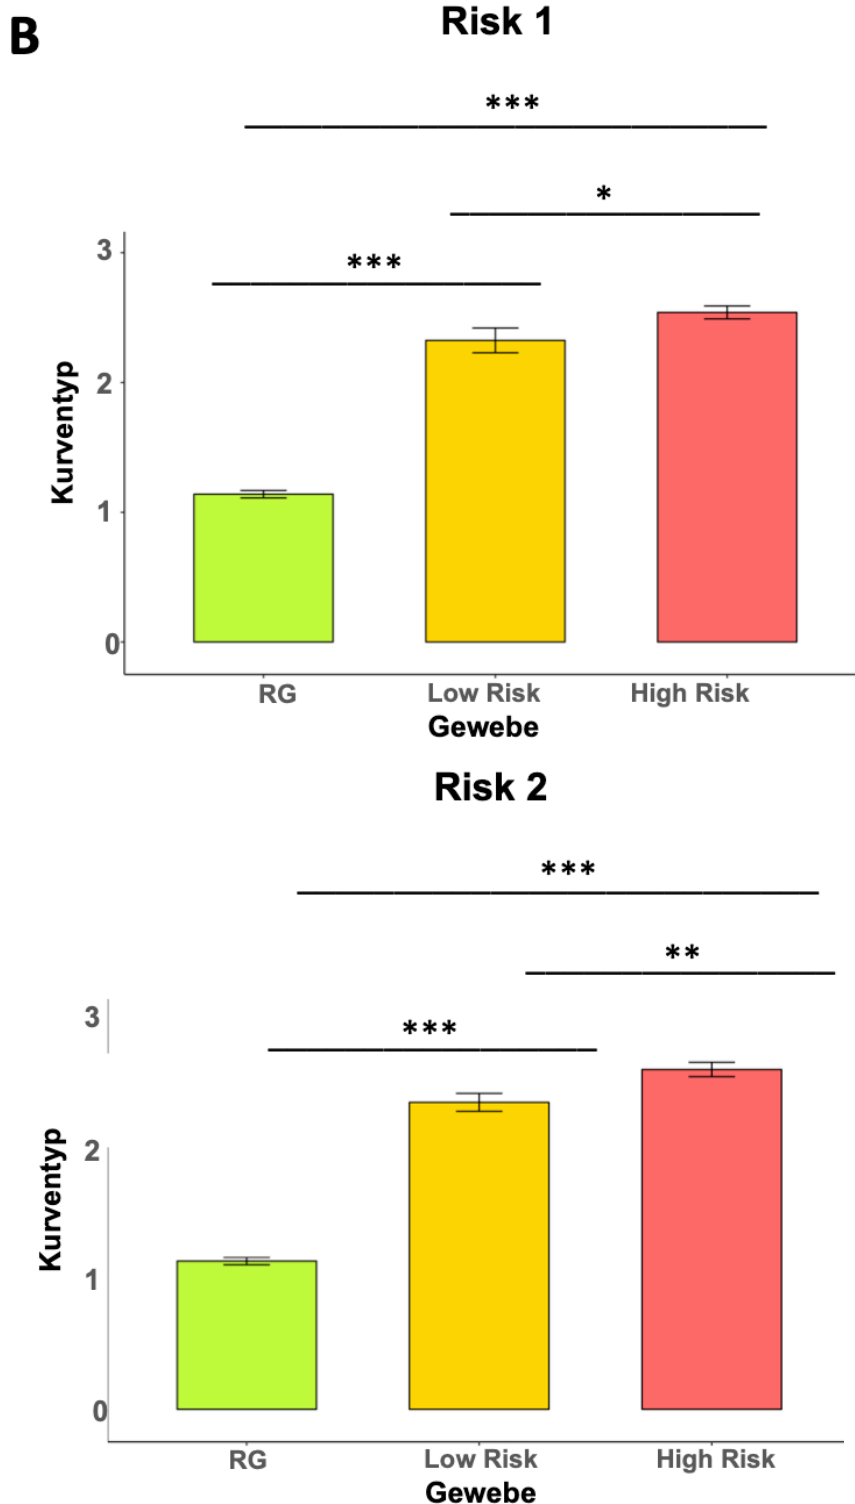 B
Risk 1
***
*
***
3
2
1
0
Kurventyp
RG Low Risk High Risk
Gewebe
Risk 2
***
**
***
3
2
1
0
Kurventyp
RG Low Risk High Risk
Gewebe